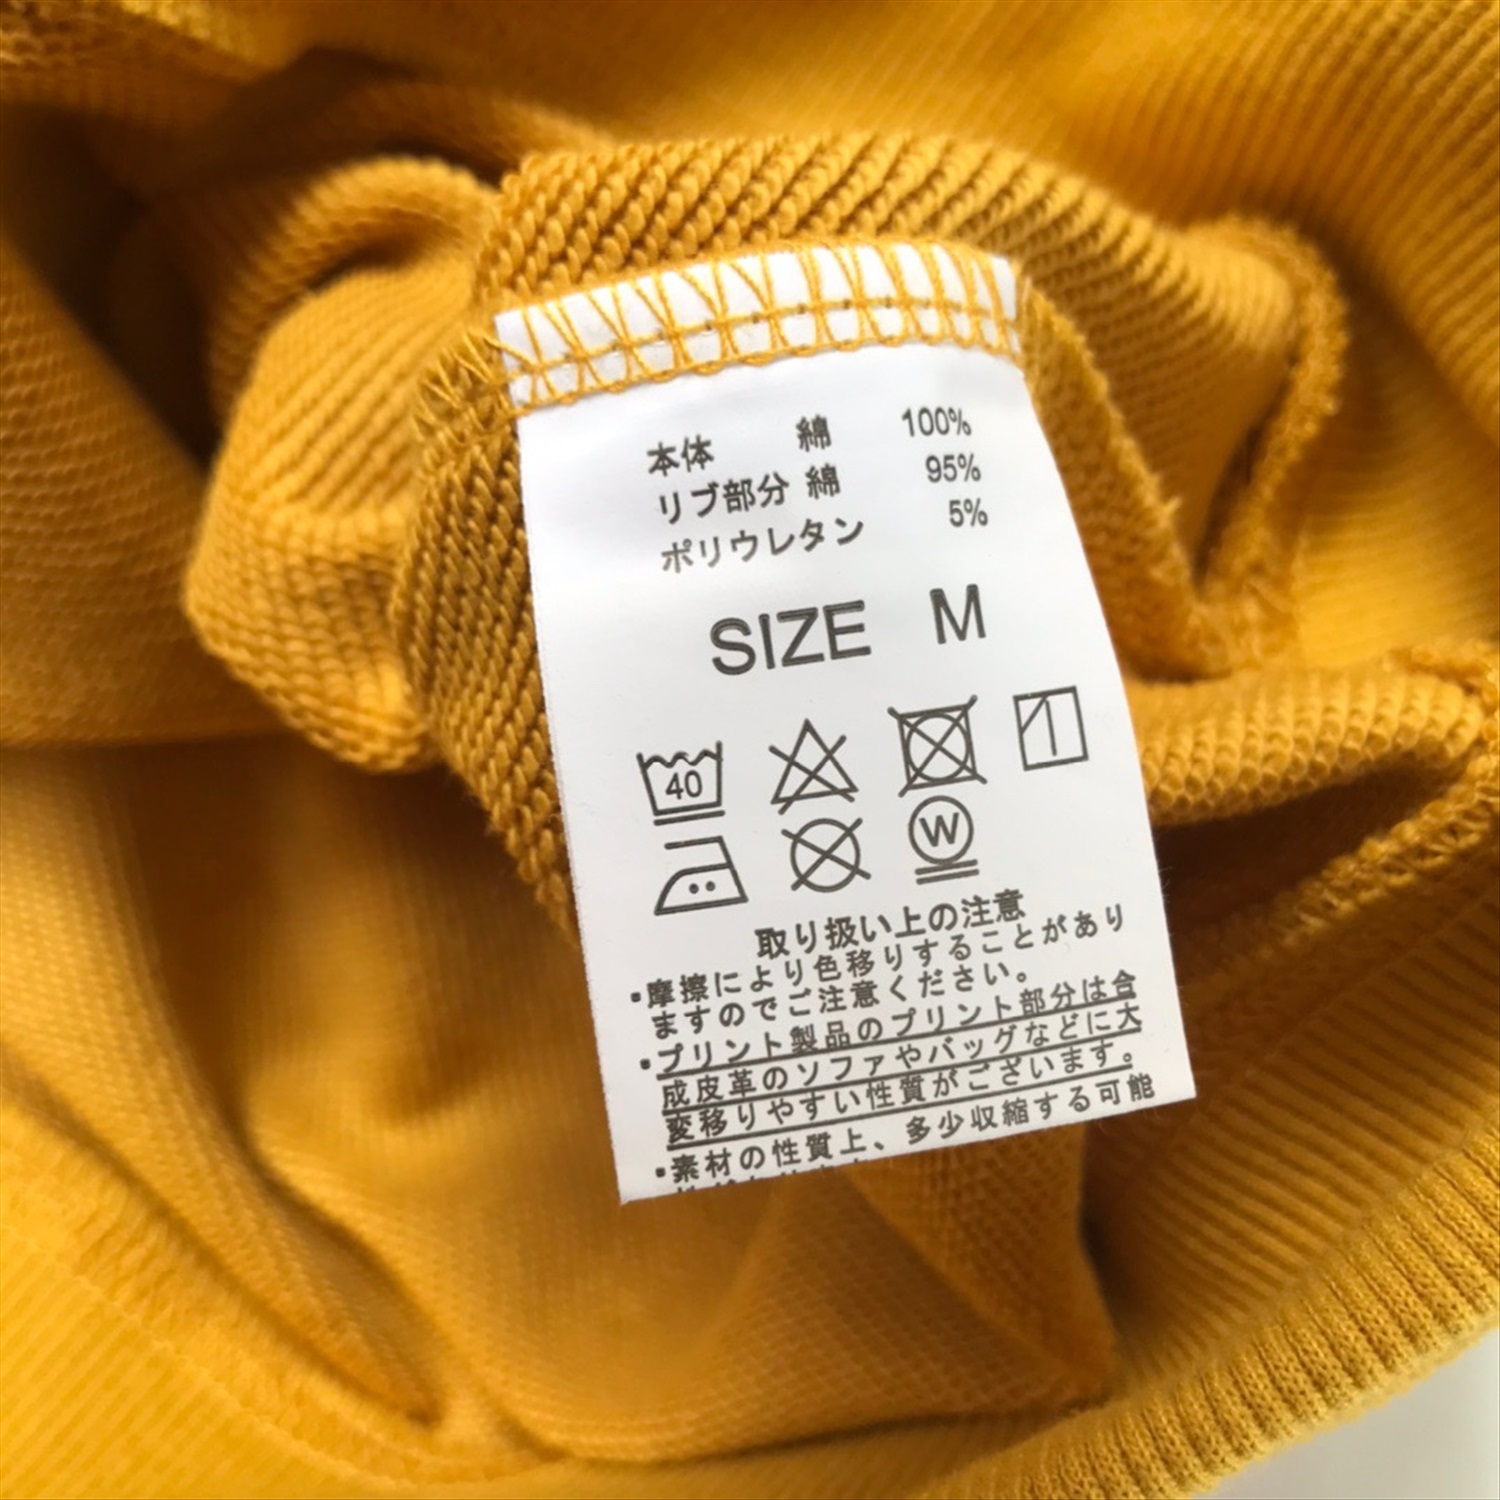 本体 綿 100%
リブ部分 綿 95%
ポリウレタン 5%
SIZE M
40
W
取り扱い上の注意
・摩擦により色移りすることがあり
ますのでご注意ください。
・プリント製品のプリント部分は合
成皮革のソファやバッグなどに大
変移りやすい性質がございます。
・素材の性質上、多少収縮する可能